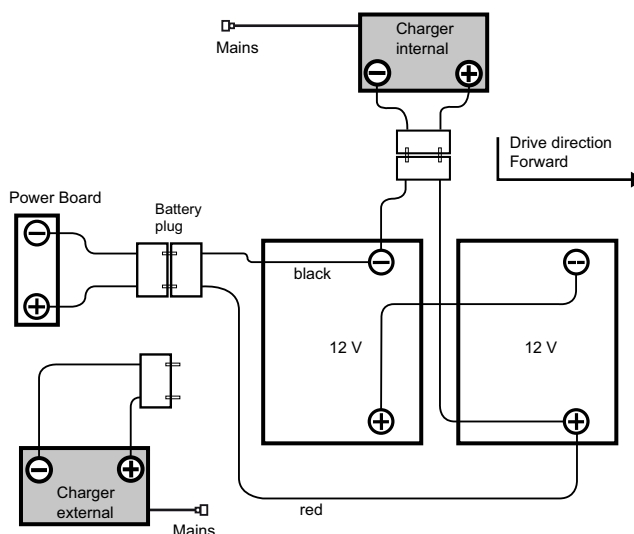 Charger
internal
Mains
Drive direction
Forward
Power Board
Battery
plug
black
12 V
12 V
Charger
external
red
Mains